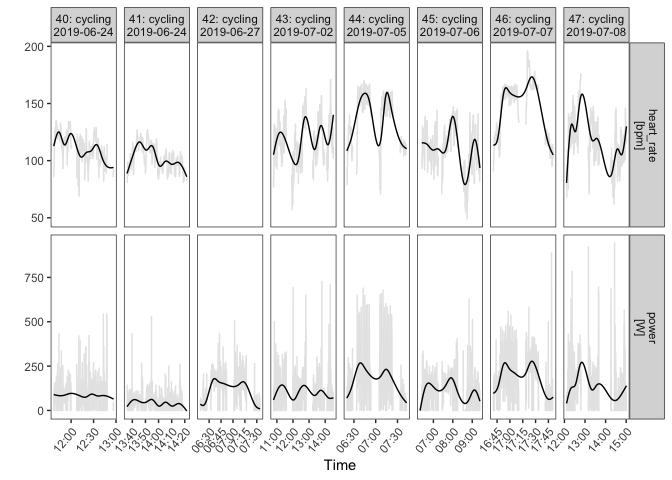 40: cycling 41: cycling 42: cycling 43: cycling 44: cycling 45: cycling 46: cycling 47: cycling
2019-06-24 2019-06-24 2019-06-27 2019-07-02 2019-07-05 2019-07-06 2019-07-07 2019-07-08
200
150
100
50
heart_rate
[bpm]
750
500
250
0
power
[W]
12:00 12:30 13:00 13:40 13:50 14:00 14:10 14:20 06:30 06:45 07:00 07:15 07:30 11:00 12:00 13:00 14:00 06:30 07:00 07:30 07:00 08:00 09:00 16:45 17:00 17:15 17:30 17:45 12:00 13:00 14:00 15:00
Time